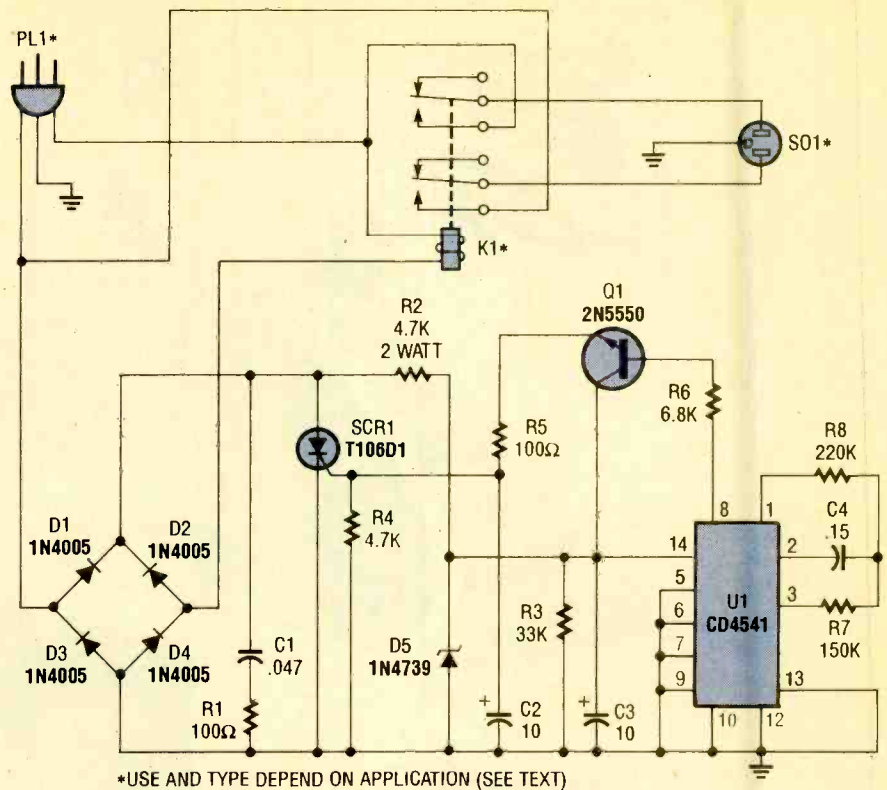 PL1*
SO1*
K1*
Q1
2N5550
R2
4.7K
2 WATT
R6
6.8K
R8
220K
SCR1
T106D1
R5
100Ω
C4
.15
D1
1N4005
D2
1N4005
R4
4.7K
8
1
14
2
5
3
6
7
9
13
10
12
U1
CD4541
R7
150K
R3
33K
D3
1N4005
D4
1N4005
C1
.047
D5
1N4739
R1
100Ω
+
C2
10
+
C3
10
*USE AND TYPE DEPEND ON APPLICATION (SEE TEXT)